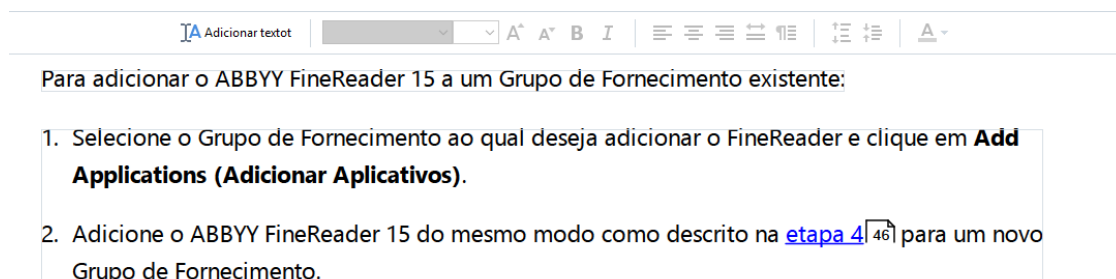 Adicionar textot
Para adicionar o ABBYY FineReader 15 a um Grupo de Fornecimento existente:
1. Selecione o Grupo de Fornecimento ao qual deseja adicionar o FineReader e clique em Add
Applications (Adicionar Aplicativos).
2. Adicione o ABBYY FineReader 15 do mesmo modo como descrito na etapa 4 46 para um novo
Grupo de Fornecimento.